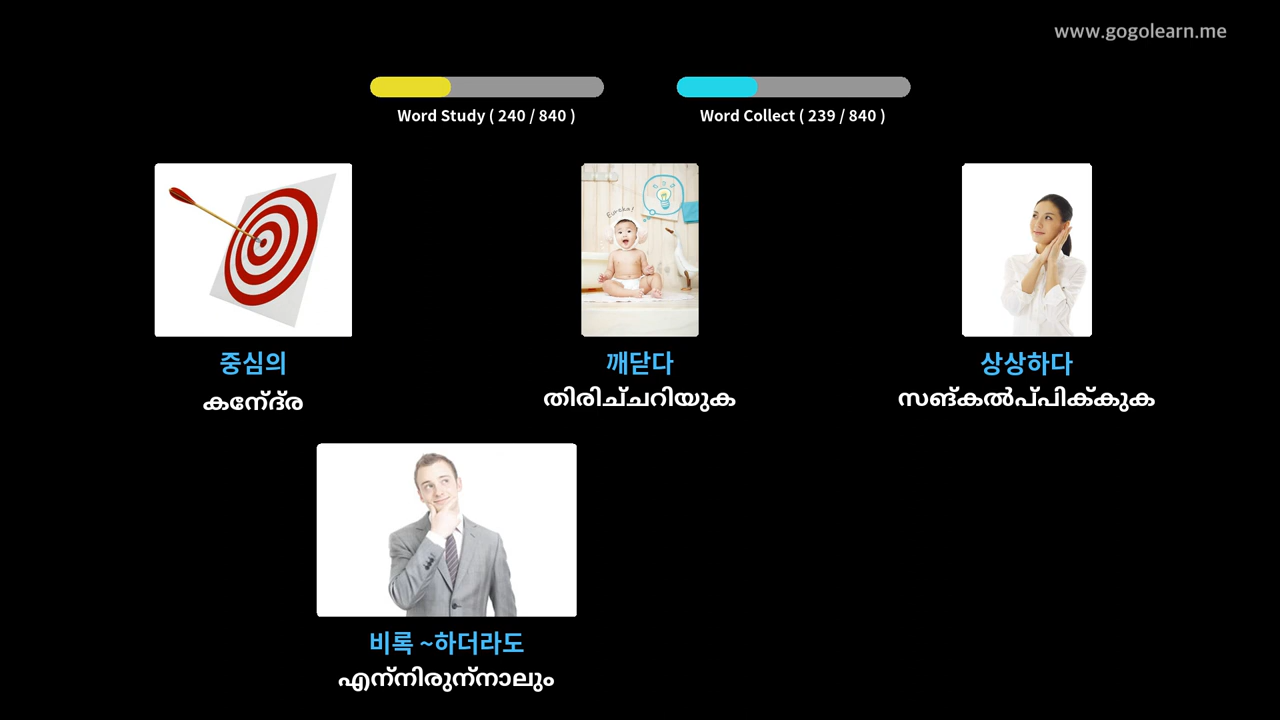 www.gogolearn.me
Word Study ( 240 / 840 )
Word Collect ( 239 / 840 )
Eureka!
중심의
കേന്ദ്ര
깨닫다
തിരിച്ചറിയുക
상상하다
സങ്കൽപ്പിക്കുക
비록 ~하더라도
എന്നിരുന്നാലും